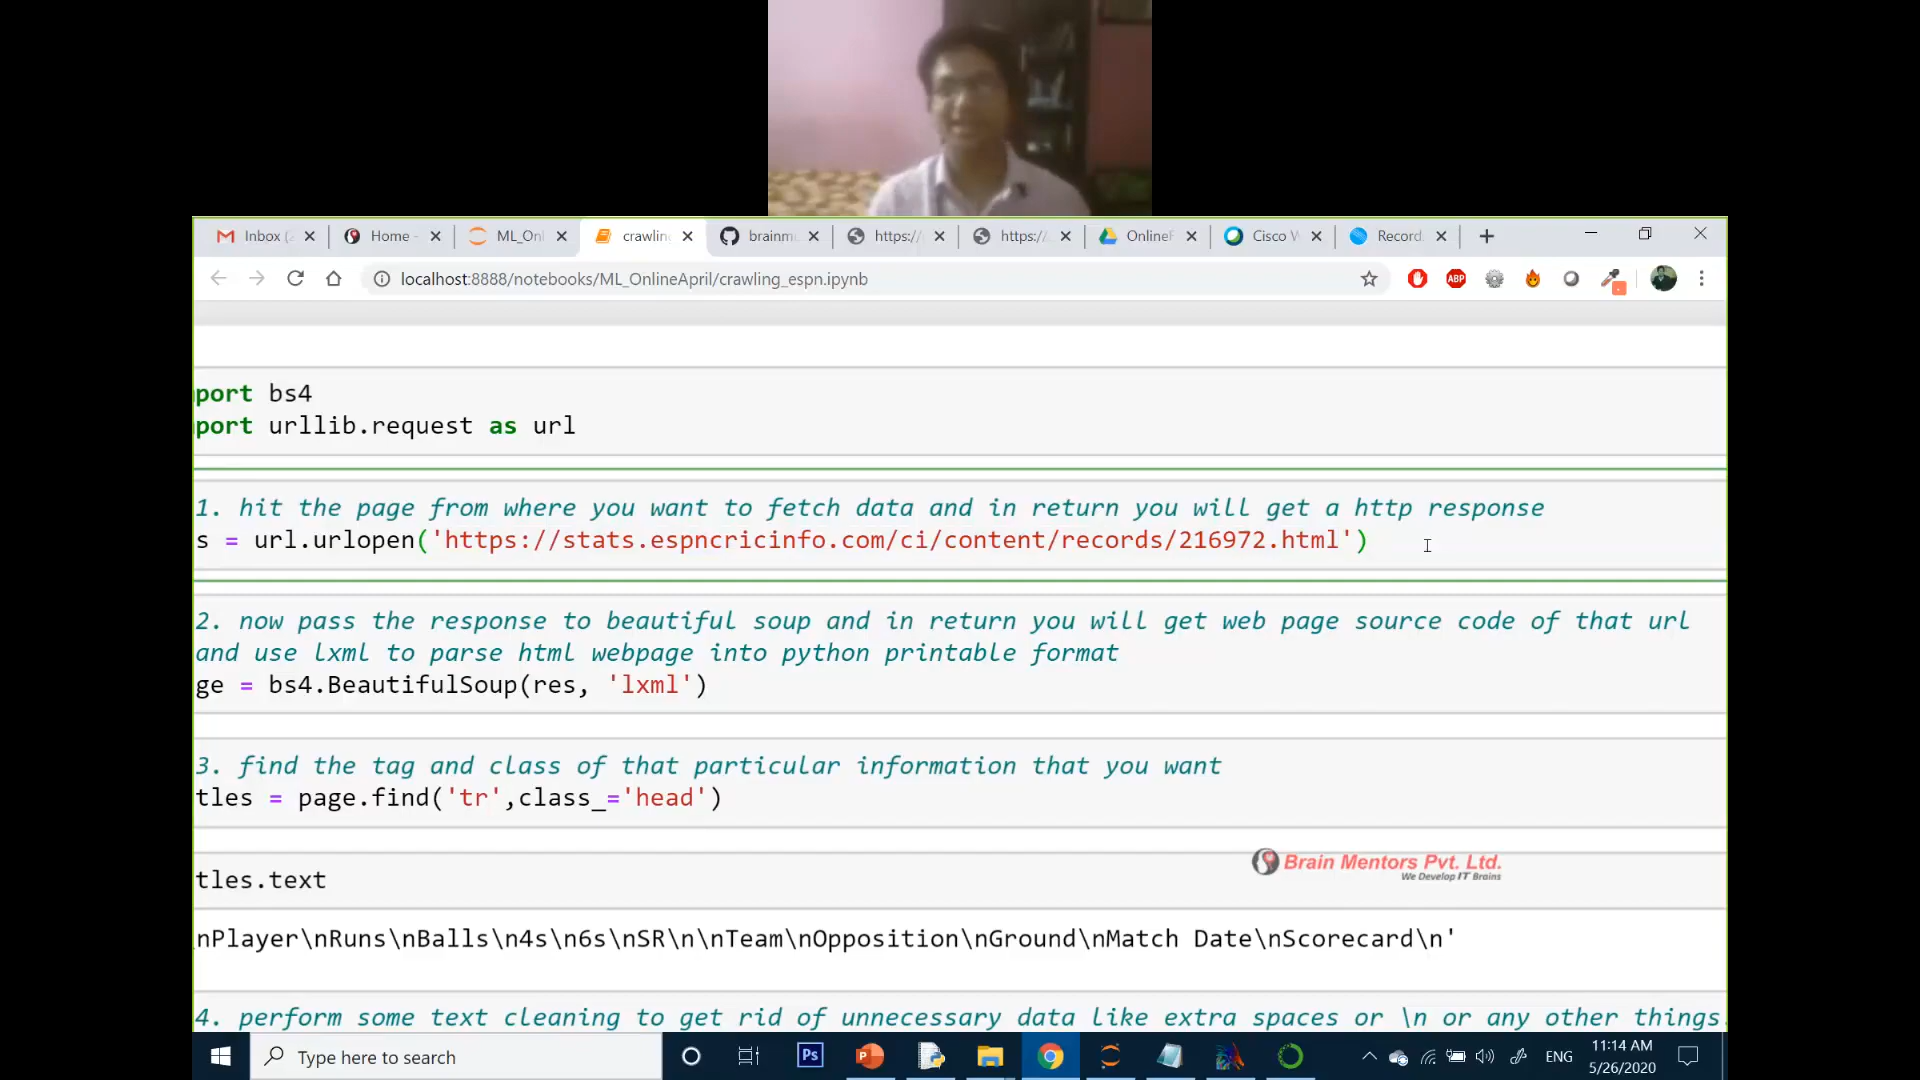 Inbox (2
Home -
ML_Onl
crawlin
brainm
https:/
https:/
OnlineF
Cisco W
Record
localhost:8888/notebooks/ML_OnlineApril/crawling_espn.ipynb
ABP
port bs4
port urllib.request as url
1. hit the page from where you want to fetch data and in return you will get a http response
s = url.urlopen('https://stats.espncricinfo.com/ci/content/records/216972.html')
2. now pass the response to beautiful soup and in return you will get web page source code of that url
and use lxml to parse html webpage into python printable format
ge = bs4.BeautifulSoup(res, 'lxml')
3. find the tag and class of that particular information that you want
tles = page.find('tr',class_='head')
Brain Mentors Pvt. Ltd.
We Develop IT Brains
tles.text
\nPlayer\nRuns\nBalls\n4s\n6s\nSR\n\nTeam\nOpposition\nGround\nMatch Date\nScorecard\n'
4. perform some text cleaning to get rid of unnecessary data like extra spaces or \n or any other things.
Type here to search
Ps
ENG
11:14 AM
5/26/2020